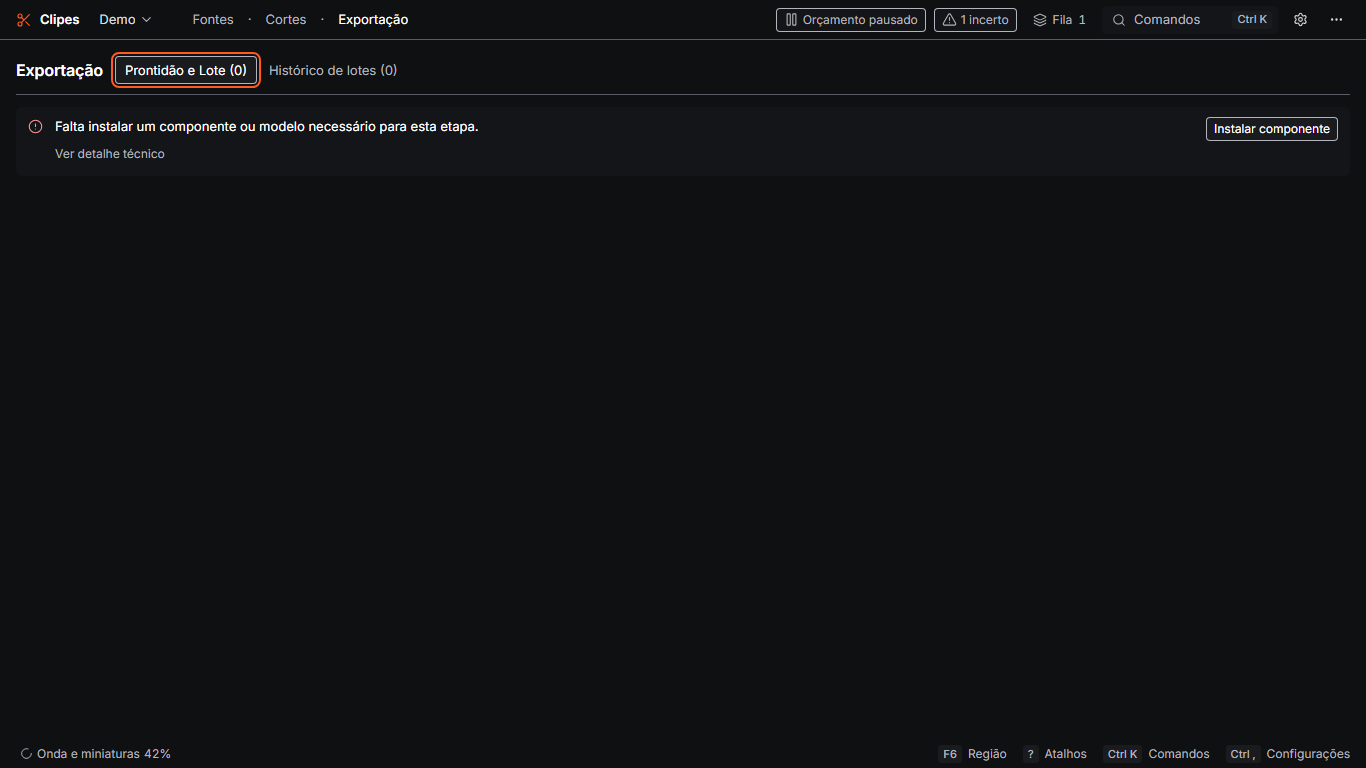 Clipes Demo Fontes · Cortes · Exportação Orçamento pausado 1 incerto Fila 1 Comandos Ctrl K
Exportação Prontidão e Lote (0) Histórico de lotes (0)
Falta instalar um componente ou modelo necessário para esta etapa. Instalar componente
Ver detalhe técnico
Onda e miniaturas 42% F6 Região ? Atalhos Ctrl K Comandos Ctrl , Configurações